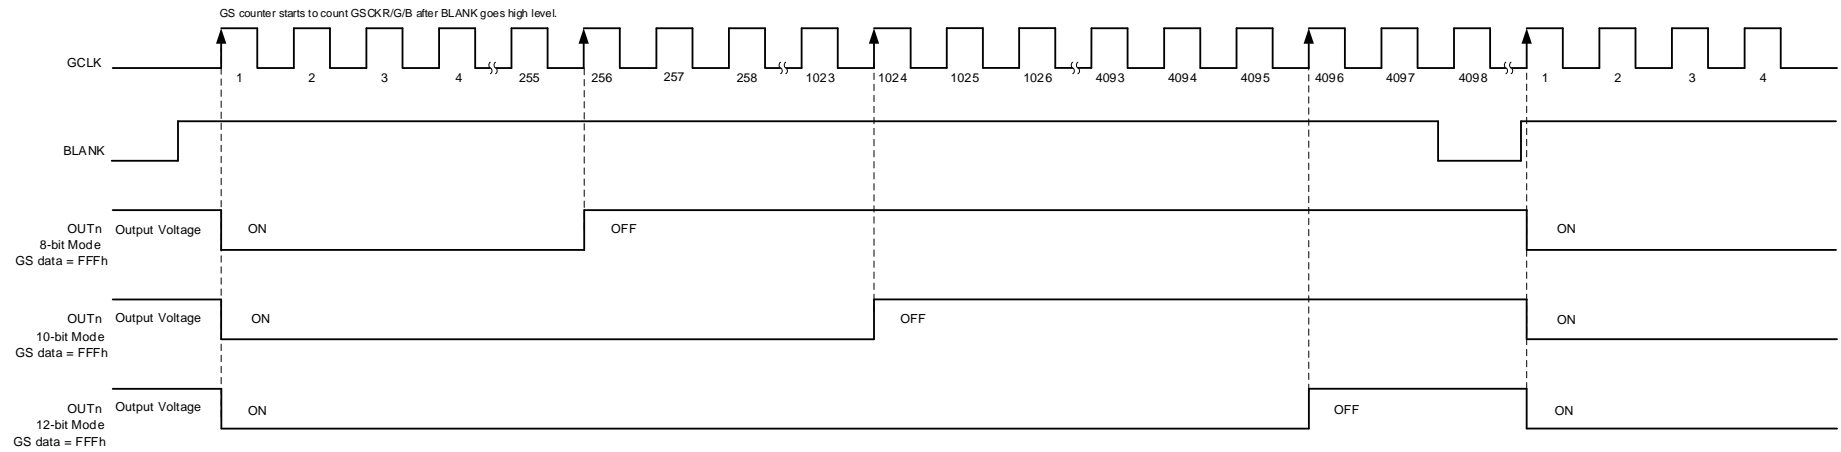 GS counter starts to count GSCKR/G/B after BLANK goes high level.
GCLK
1 2 3 4 255 256 257 258 1023 1024 1025 1026 4093 4094 4095 4096 4097 4098 1 2 3 4
BLANK
OUTn
8-bit Mode
GS data = FFFh
Output Voltage
ON
OFF
ON
OUTn
10-bit Mode
GS data = FFFh
Output Voltage
ON
OFF
ON
OUTn
12-bit Mode
GS data = FFFh
Output Voltage
ON
OFF
ON